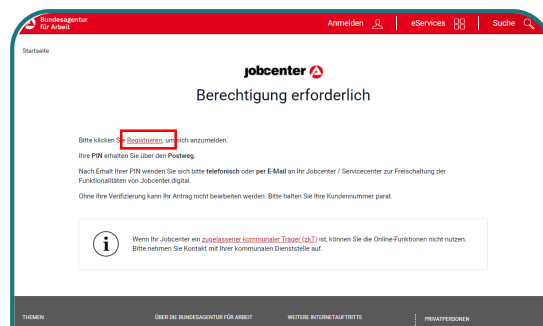 Bundesagentur
für Arbeit
Anmelden
eServices
Suche
Startseite
jobcenter
Berechtigung erforderlich
Bitte klicken Sie Registrieren, um sich anzumelden.
Ihre PIN erhalten Sie über den Postweg.
Nach Erhalt Ihrer PIN wenden Sie sich bitte telefonisch oder per E-Mail an Ihr Jobcenter / Servicecenter zur Freischaltung der
Funktionalitäten von Jobcenter.digital.
Ohne Ihre Verifizierung kann Ihr Antrag nicht bearbeiten werden. Bitte halten Sie Ihre Kundennummer parat.
Wenn Ihr Jobcenter ein zugelassener kommunaler Träger (zkT) ist, können Sie die Online-Funktionen nicht nutzen.
Bitte nehmen Sie Kontakt mit Ihrer kommunalen Dienststelle auf.
THEMEN
ÜBER DIE BUNDESAGENTUR FÜR ARBEIT
WEITERE INTERNETAUFTRITTE
PRIVATPERSONEN